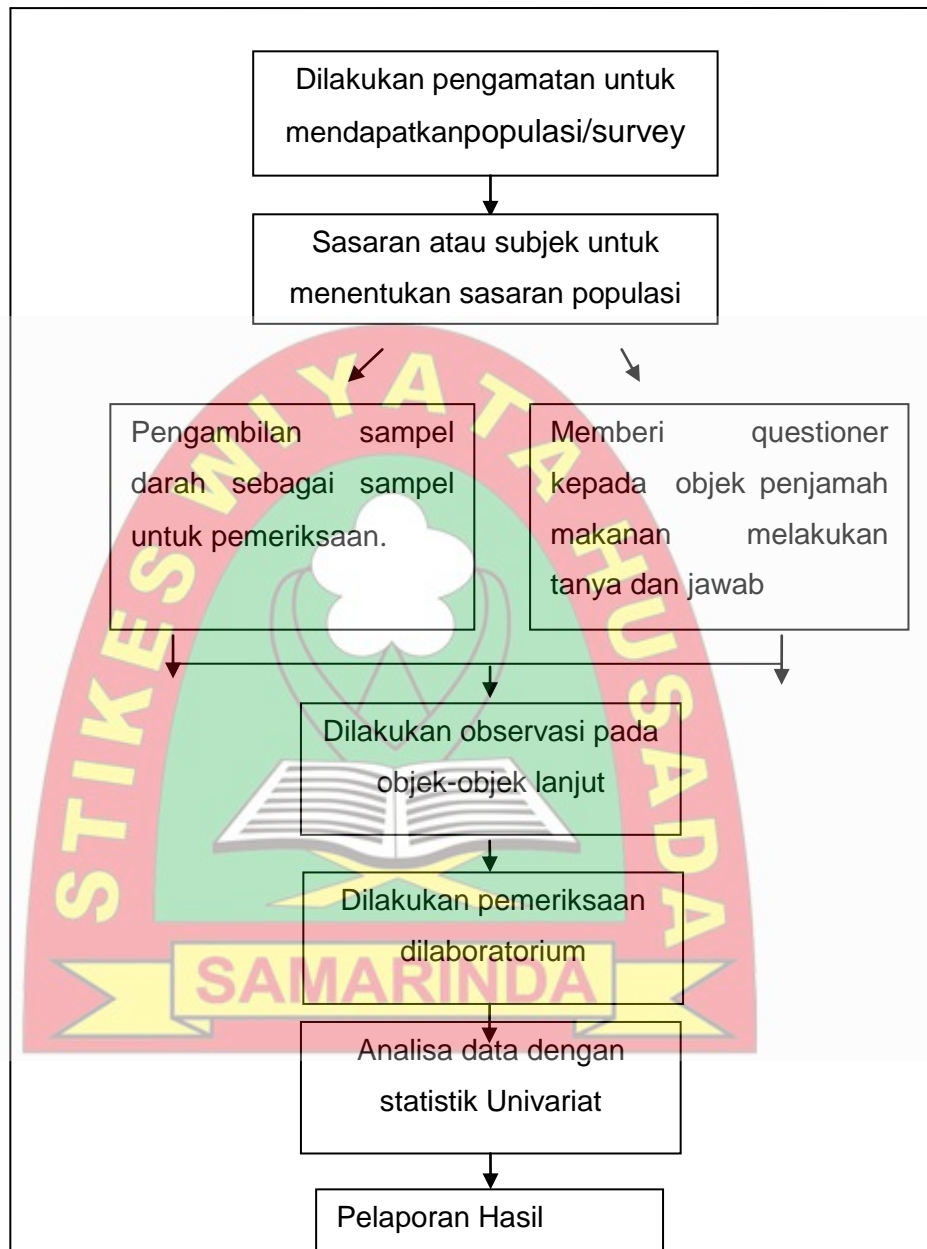 Dilakukan pengamatan untuk
mendapatkanpopulasi/survey
Sasaran atau subjek untuk
menentukan sasaran populasi
Pengambilan sampel
darah sebagai sampel
untuk pemeriksaan.
Memberi questioner
kepada objek penjamah
makanan melakukan
tanya dan jawab
Dilakukan observasi pada
objek-objek lanjut
Dilakukan pemeriksaan
dilaboratorium
Analisa data dengan
statistik Univariat
Pelaporan Hasil
STIKES WIYATA HUSADA
SAMARINDA